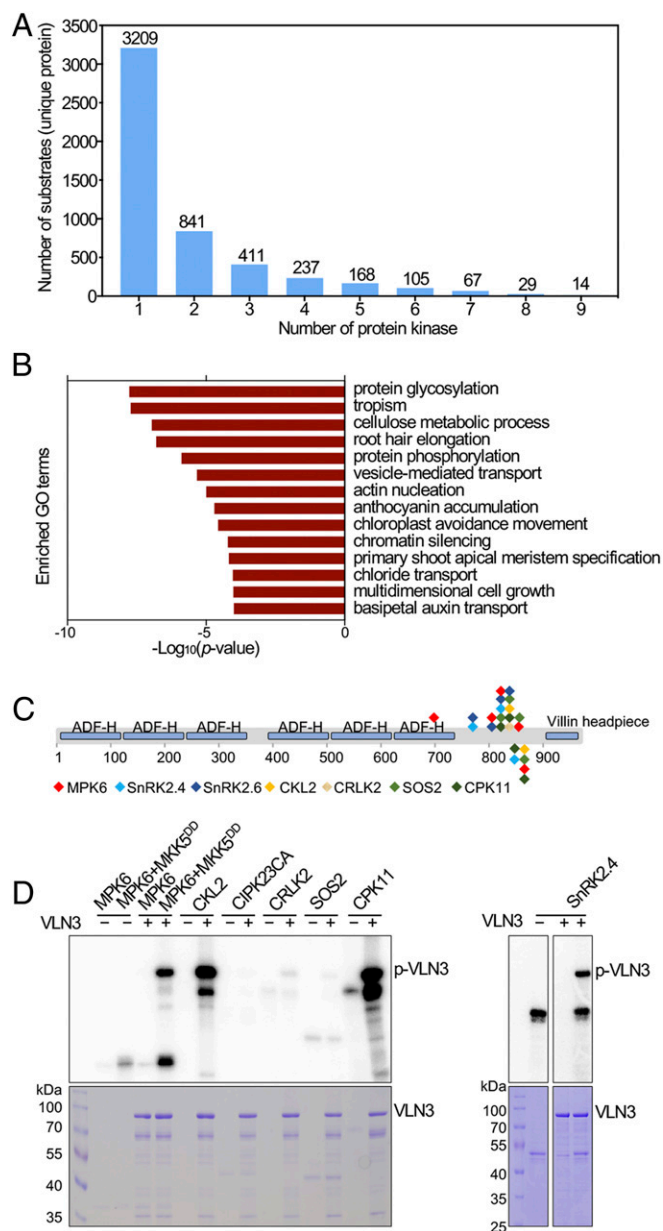 A
Number of substrates (unique protein)
3500
3000
2500
2000
1500
1000
500
0
3209
841
411
237
168
105
67
29
14
1 2 3 4 5 6 7 8 9
Number of protein kinase
B
Enriched GO terms
protein glycosylation
tropism
cellulose metabolic process
root hair elongation
protein phosphorylation
vesicle-mediated transport
actin nucleation
anthocyanin accumulation
chloroplast avoidance movement
chromatin silencing
primary shoot apical meristem specification
chloride transport
multidimensional cell growth
basipetal auxin transport
-10 -5 0
-Log10(p-value)
C
ADF-H ADF-H ADF-H ADF-H ADF-H ADF-H Villin headpiece
1 100 200 300 400 500 600 700 800 900
MPK6 SnRK2.4 SnRK2.6 CKL2 CRLK2 SOS2 CPK11
D
MPK6
MPK6+MKK5DD
MPK6
MPK6+MKK5DD
CKL2
CIPK23CA
CRLK2
SOS2
CPK11
VLN3 − − + + − + − + − + − + − +
p-VLN3
kDa
100
70
55
40
35
VLN3
SnRK2.4
VLN3 − + +
p-VLN3
kDa
100
70
55
40
35
25
VLN3